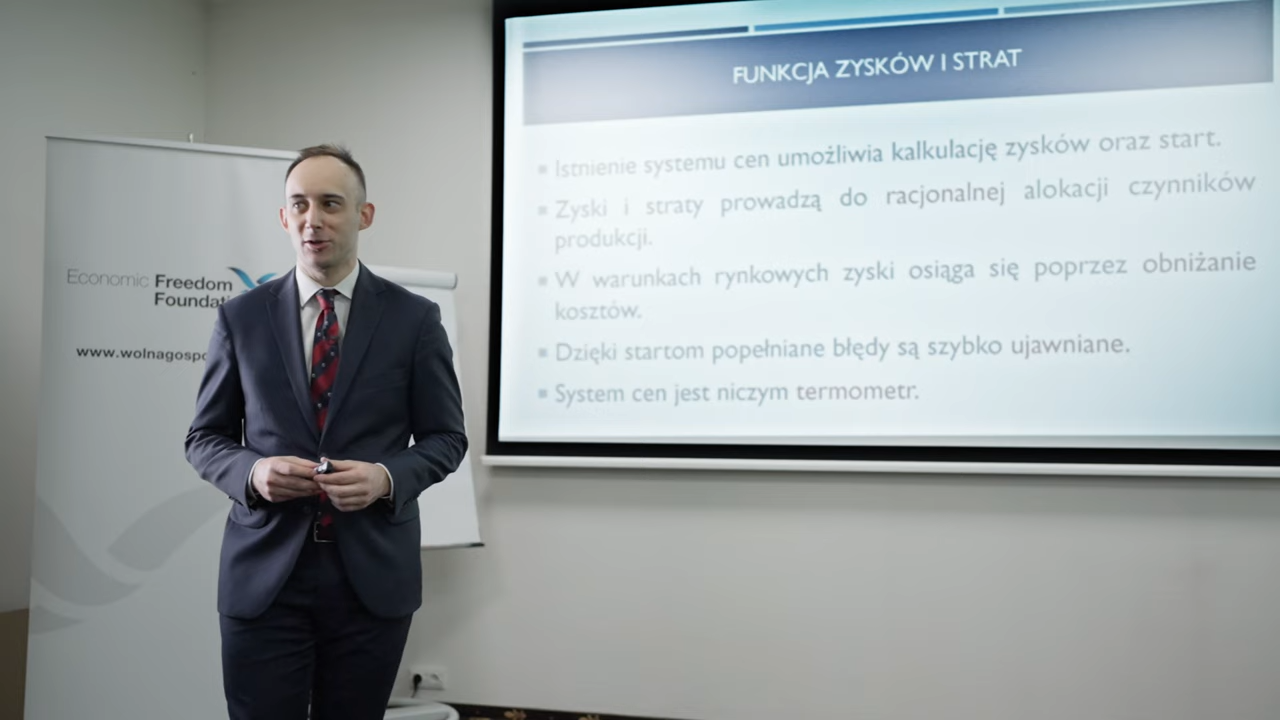 Economic Freedom
Foundati
www.wolnagospo
FUNKCJA ZYSKÓW I STRAT
Istnienie systemu cen umożliwia kalkulację zysków oraz start.
Zyski i straty prowadzą do racjonalnej alokacji czynników
produkcji.
W warunkach rynkowych zyski osiąga się poprzez obniżanie
kosztów.
Dzięki startom popełniane błędy są szybko ujawniane.
System cen jest niczym termometr.